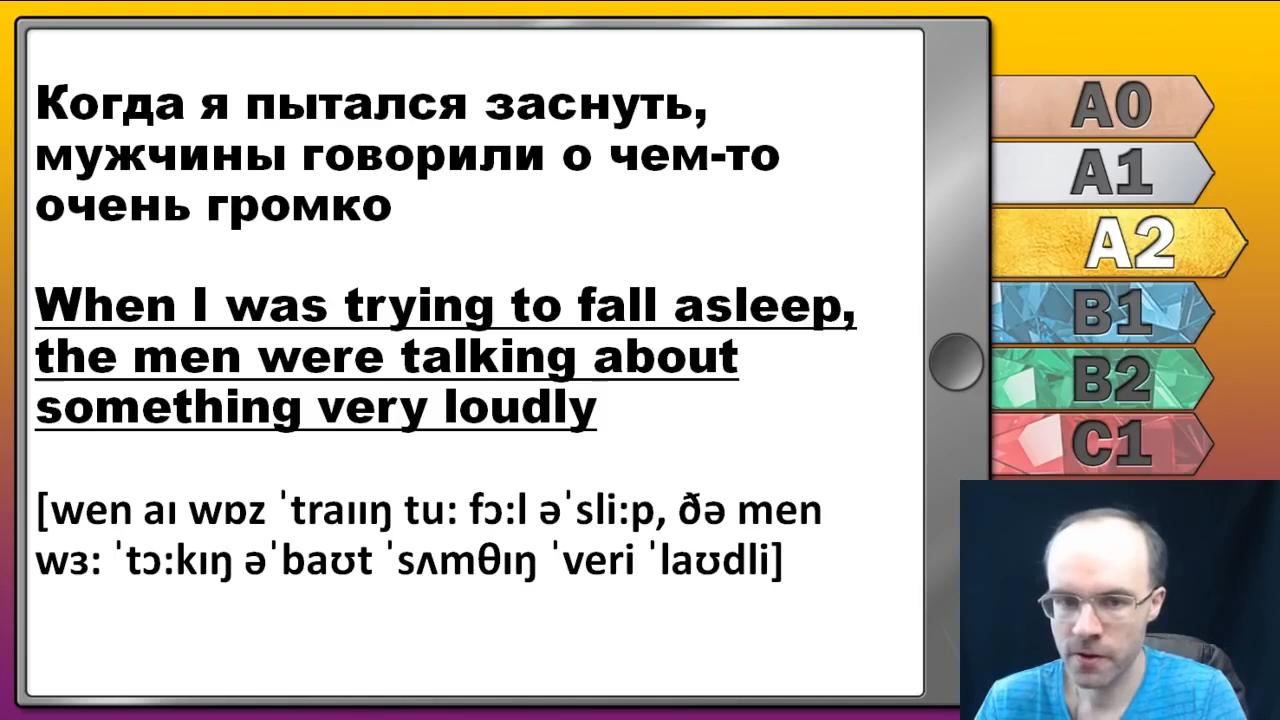 Когда я пытался заснуть,
мужчины говорили о чем-то
очень громко
When I was trying to fall asleep,
the men were talking about
something very loudly
[wen aɪ wɒz ˈtraɪɪŋ tu: fɔ:l əˈsli:p, ðə men
wɜ: ˈtɔ:kɪŋ əˈbaʊt ˈsʌmθɪŋ ˈveri ˈlaʊdli]
A0
A1
A2
B1
B2
C1